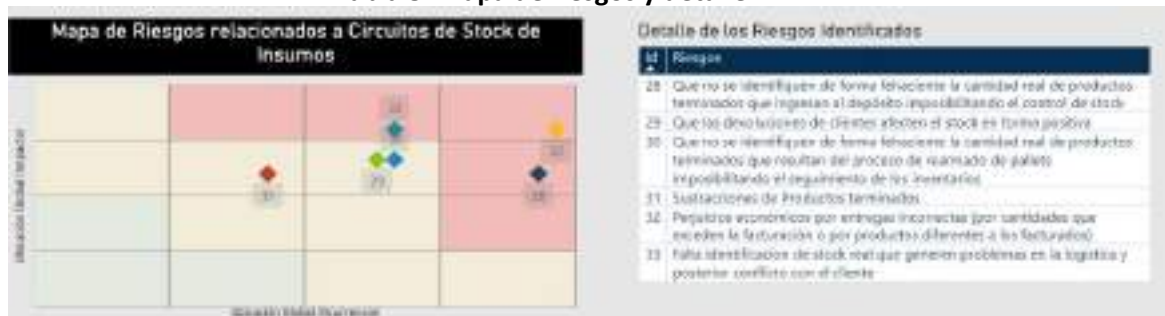 Mapa de Riesgos relacionados a Circuitos de Stock de
Insumos
Detalle de los Riesgos Identificados
Id Riesgos
28 Que no se identifiquen de forma fehaciente la cantidad real de productos
terminados que ingresan al depósito imposibilitando el control de stock
29 Que las devoluciones de clientes afecten el stock en forma positiva
30 Que no se identifiquen de forma fehaciente la cantidad real de productos
terminados que resultan del proceso de rearmado de pallets
imposibilitando el seguimiento de los inventarios
31 Sustracciones de Productos terminados
32 Perjuicios económicos por entregas incorrectas (por cantidades que
exceden la facturación o por productos diferentes a los facturados)
33 Falta identificación de stock real que generen problemas en la logística y
posterior conflicto con el cliente
31